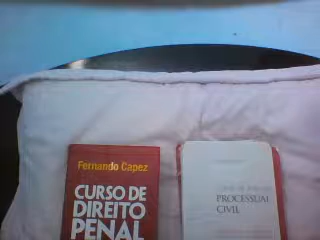 Fernando Capez
CURSO DE
DIREITO
PENAL
PROCESSUAL
CIVIL